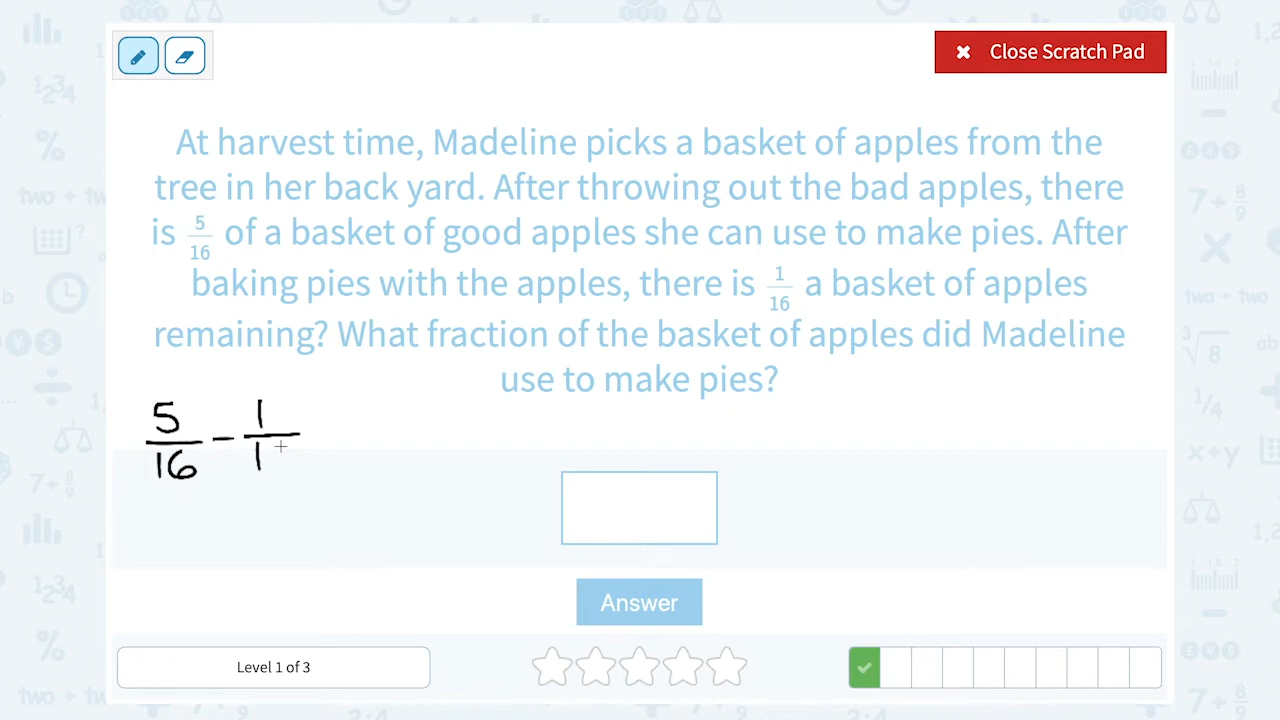 Close Scratch Pad
At harvest time, Madeline picks a basket of apples from the
tree in her back yard. After throwing out the bad apples, there
is 5/16 of a basket of good apples she can use to make pies. After
baking pies with the apples, there is 1/16 a basket of apples
remaining? What fraction of the basket of apples did Madeline
use to make pies?
5/16 - 1/1
Answer
Level 1 of 3